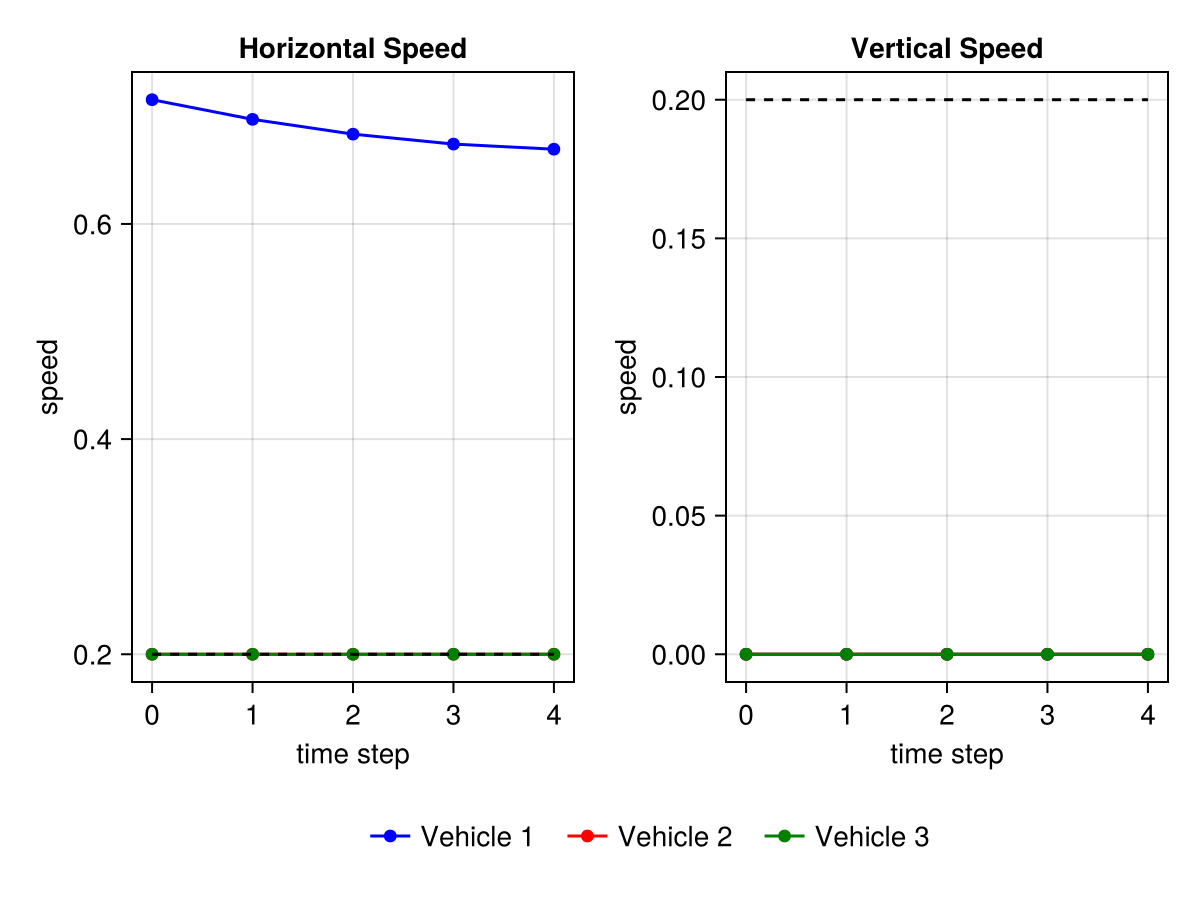 Horizontal Speed
speed
0.6
0.4
0.2
0 1 2 3 4
time step
Vertical Speed
speed
0.20
0.15
0.10
0.05
0.00
0 1 2 3 4
time step
Vehicle 1 Vehicle 2 Vehicle 3